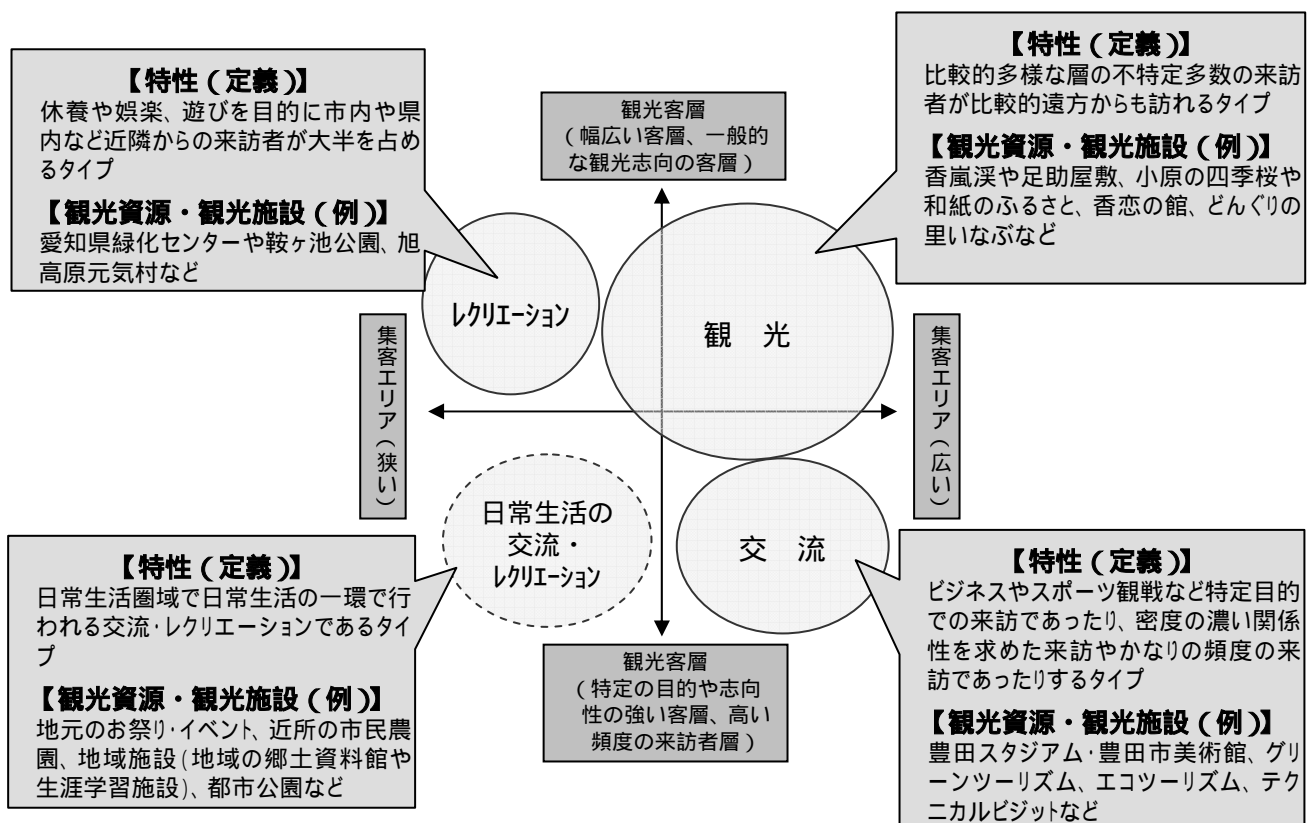 【特性（定義）】
休養や娯楽、遊びを目的に市内や県
内など近隣からの来訪者が大半を占め
るタイプ
【観光資源・観光施設（例）】
愛知県緑化センターや鞍ヶ池公園、旭
高原元気村など
観光客層
（幅広い客層、一般的
な観光志向の客層）
【特性（定義）】
比較的多様な層の不特定多数の来訪
者が比較的遠方からも訪れるタイプ
【観光資源・観光施設（例）】
香嵐渓や足助屋敷、小原の四季桜や
和紙のふるさと、香恋の館、どんぐりの
里いなぶなど
レクリエーション
観　光
集客エリア（狭い）
集客エリア（広い）
日常生活の
交流・
レクリエーション
交　流
【特性（定義）】
日常生活圏域で日常生活の一環で行
われる交流・レクリエーションであるタイ
プ
【観光資源・観光施設（例）】
地元のお祭り・イベント、近所の市民農
園、地域施設（地域の郷土資料館や
生涯学習施設）、都市公園など
観光客層
（特定の目的や志向
性の強い客層、高い
頻度の来訪者層）
【特性（定義）】
ビジネスやスポーツ観戦など特定目的
での来訪であったり、密度の濃い関係
性を求めた来訪やかなりの頻度の来
訪であったりするタイプ
【観光資源・観光施設（例）】
豊田スタジアム・豊田市美術館、グリ
ーンツーリズム、エコツーリズム、テク
ニカルビジットなど